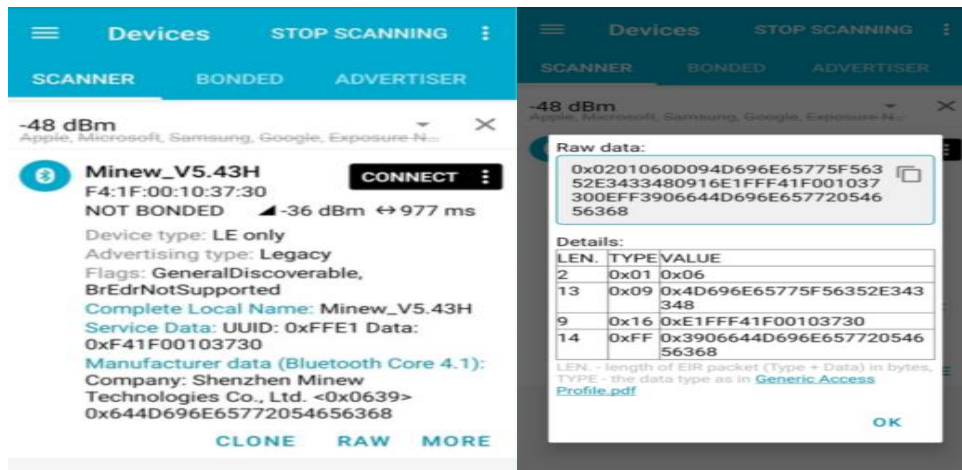 Devices STOP SCANNING
SCANNER BONDED ADVERTISER
-48 dBm
Apple, Microsoft, Samsung, Google, Exposure N...
Minew_V5.43H CONNECT
F4:1F:00:10:37:30
NOT BONDED -36 dBm ↔977 ms
Device type: LE only
Advertising type: Legacy
Flags: GeneralDiscoverable,
BrEdrNotSupported
Complete Local Name: Minew_V5.43H
Service Data: UUID: 0xFFE1 Data:
0xF41F00103730
Manufacturer data (Bluetooth Core 4.1):
Company: Shenzhen Minew
Technologies Co., Ltd. <0x0639>
0x644D696E65772054656368
CLONE RAW MORE
Devices STOP SCANNING
SCANNER BONDED ADVERTISER
-48 dBm
Apple, Microsoft, Samsung, Google, Exposure N...
Raw data:
0x0201060D094D696E65775F563
52E3433480916E1FFF41F001037
300EFF3906644D696E657720546
56368
Details:
LEN. TYPE VALUE
2 0x01 0x06
13 0x09 0x4D696E65775F56352E343
348
9 0x16 0xE1FFF41F00103730
14 0xFF 0x3906644D696E657720546
56368
LEN. - length of EIR packet (Type + Data) in bytes,
TYPE - the data type as in Generic Access
Profile.pdf
OK